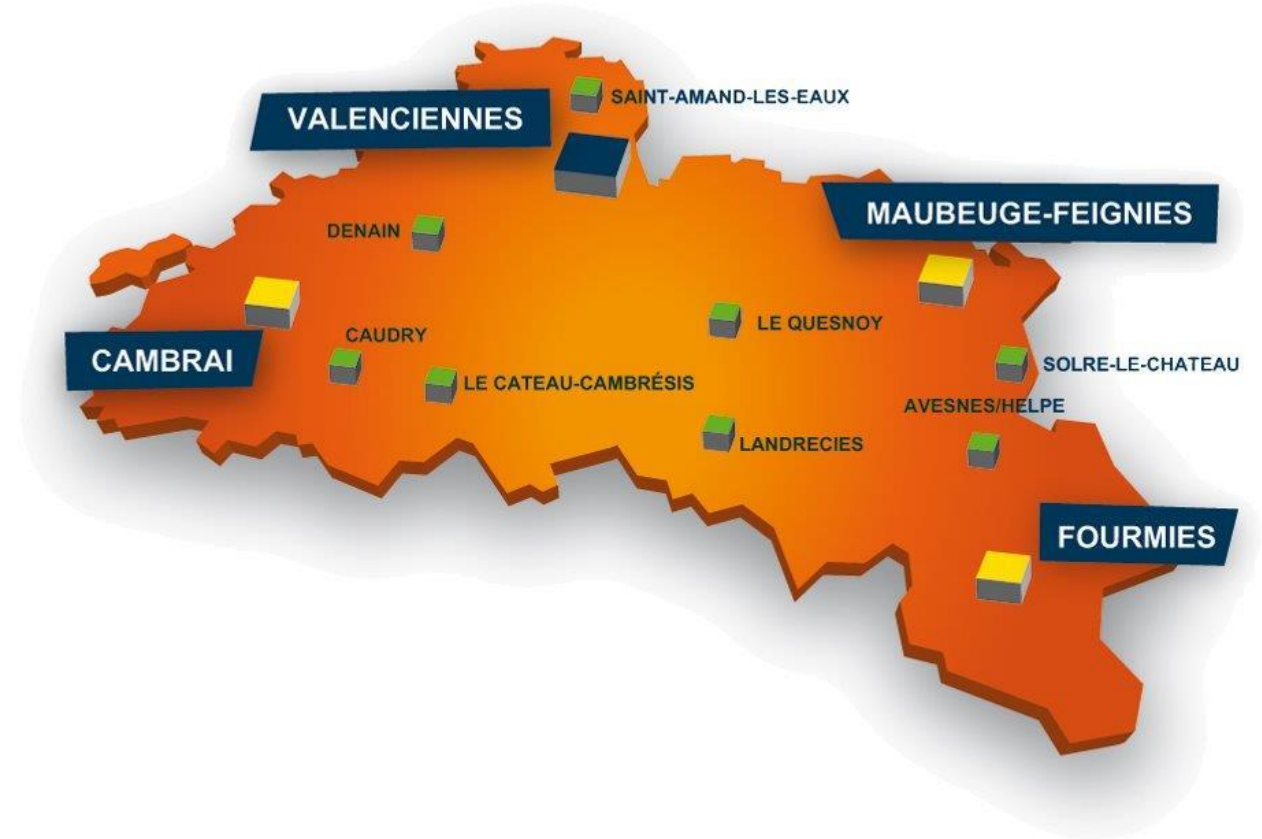 SAINT-AMAND-LES-EAUX
VALENCIENNES
MAUBEUGE-FEIGNIES
DENAIN
LE QUESNOY
CAUDRY
CAMBRAI
SOLRE-LE-CHATEAU
LE CATEAU-CAMBRÉSIS
AVESNES/HELPE
LANDRECIES
FOURMIES